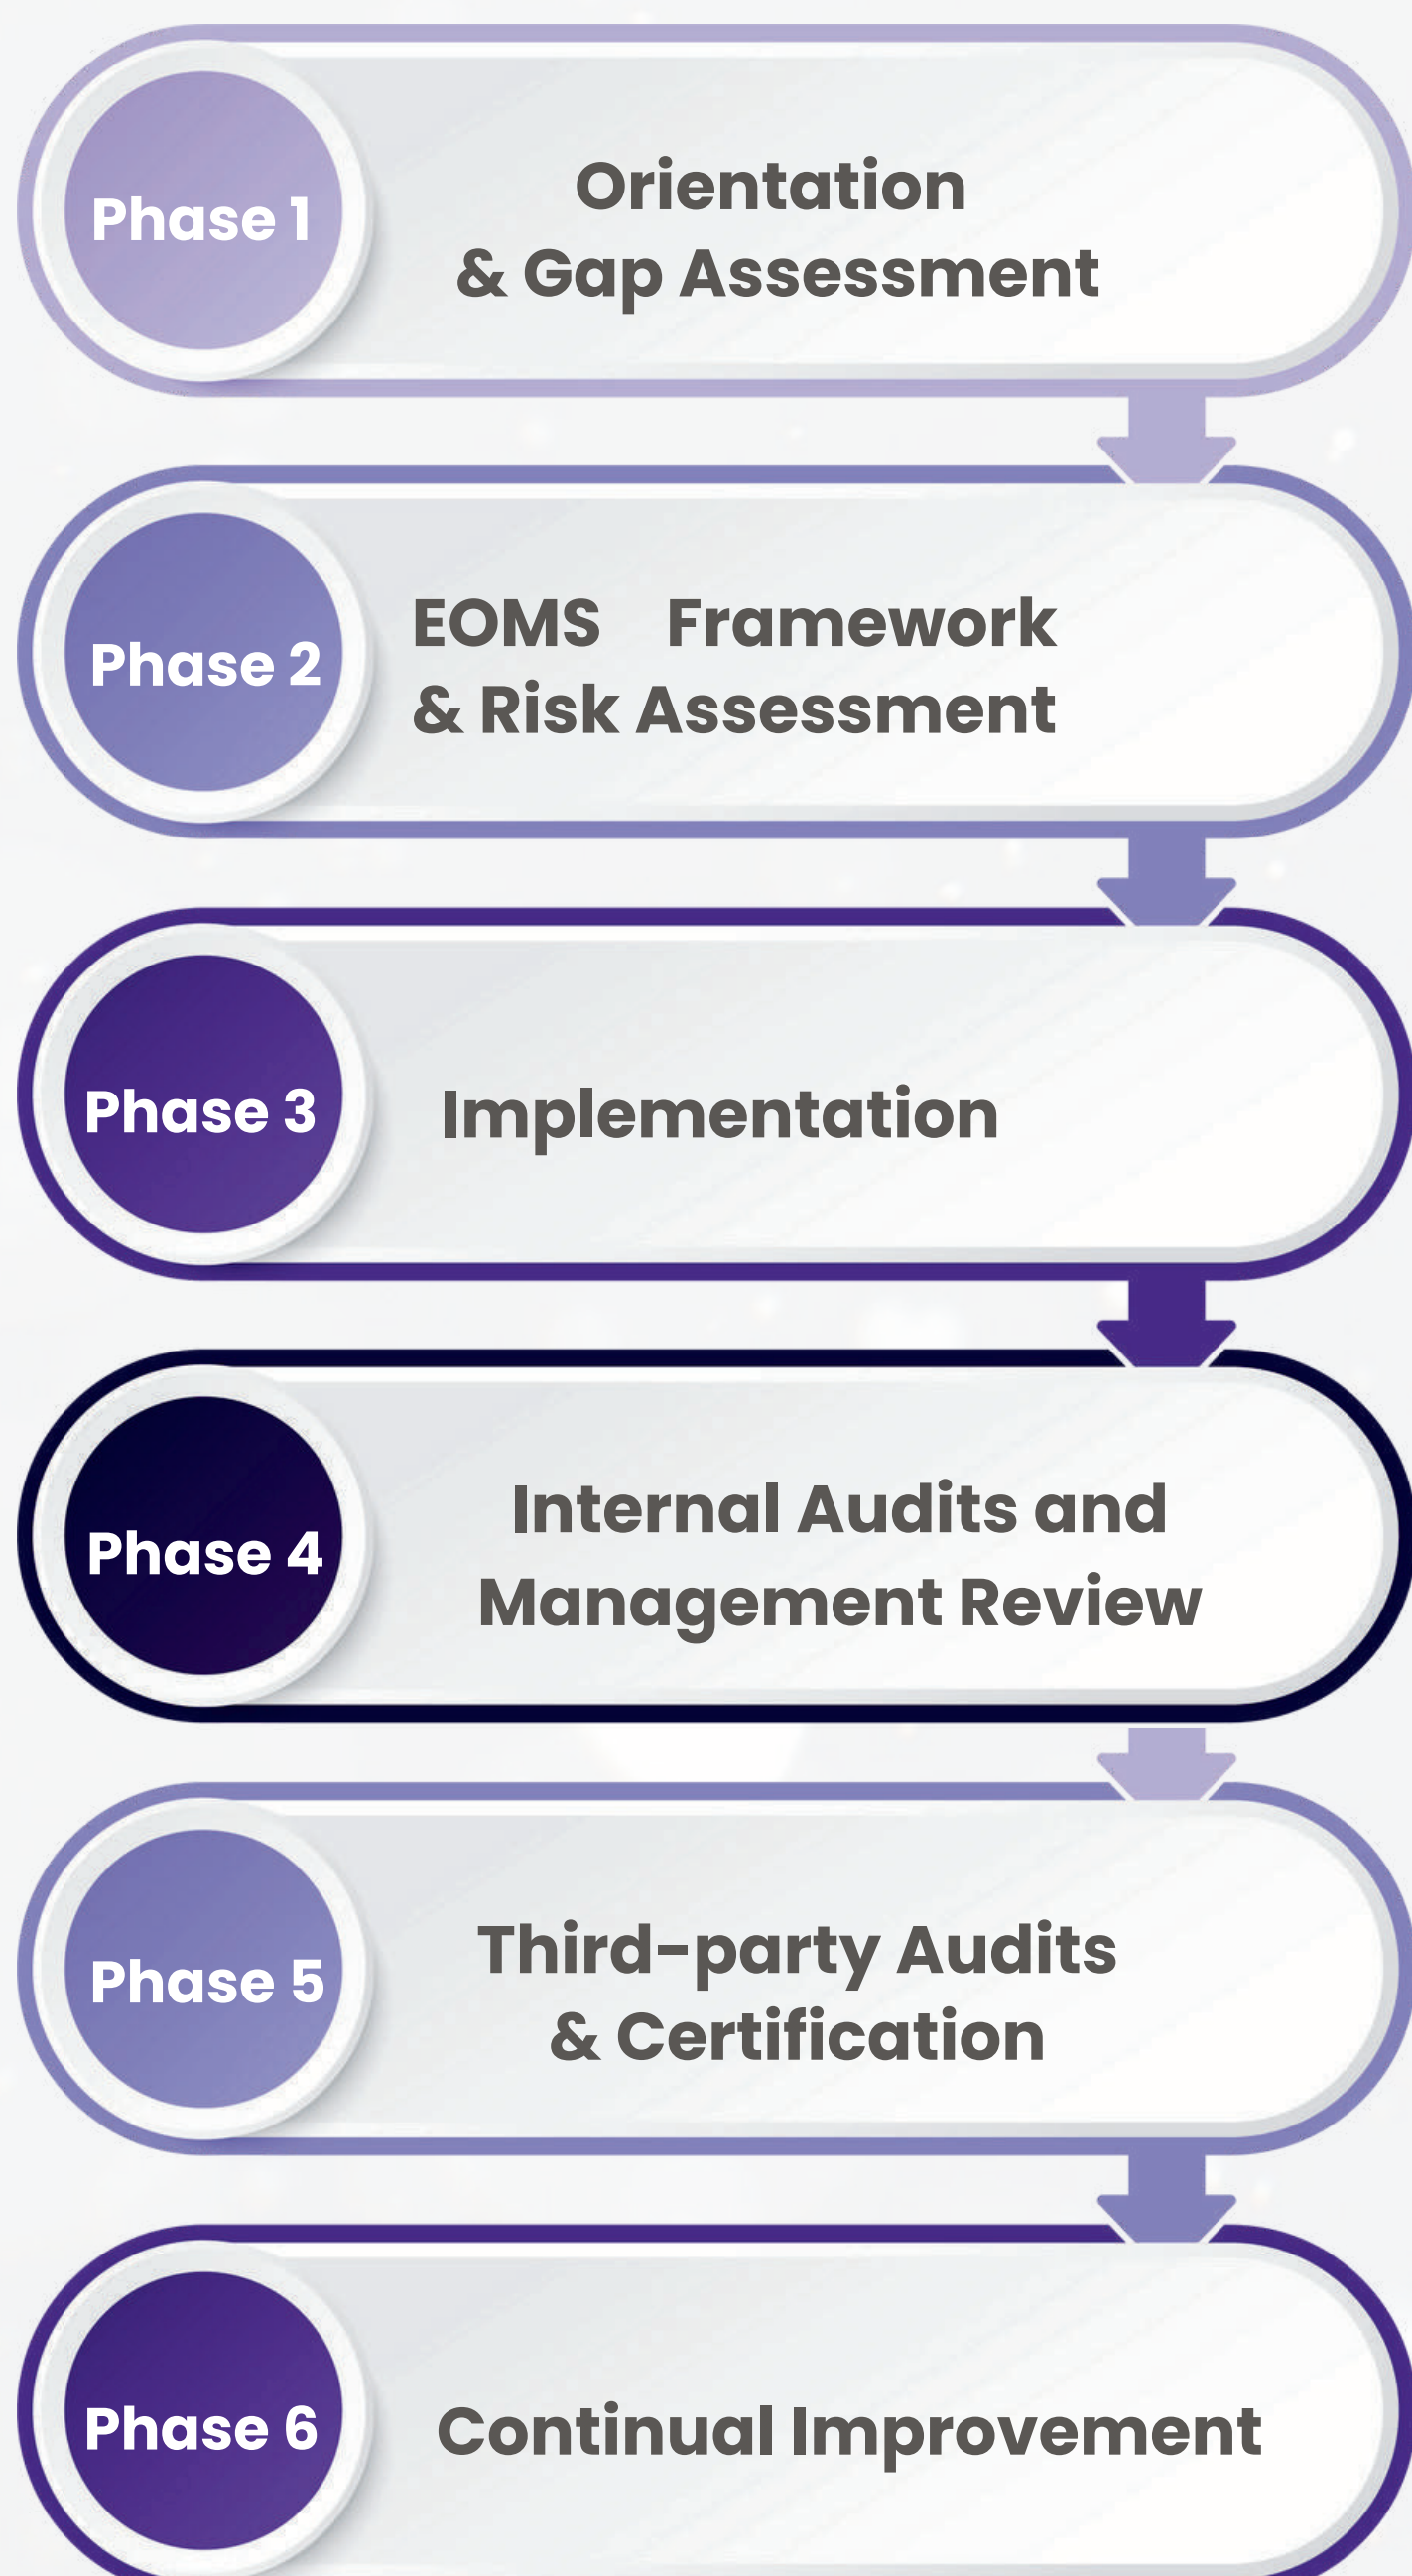 Phase 1
Orientation
& Gap Assessment
Phase 2
EOMS Framework
& Risk Assessment
Phase 3
Implementation
Phase 4
Internal Audits and
Management Review
Phase 5
Third-party Audits
& Certification
Phase 6
Continual Improvement